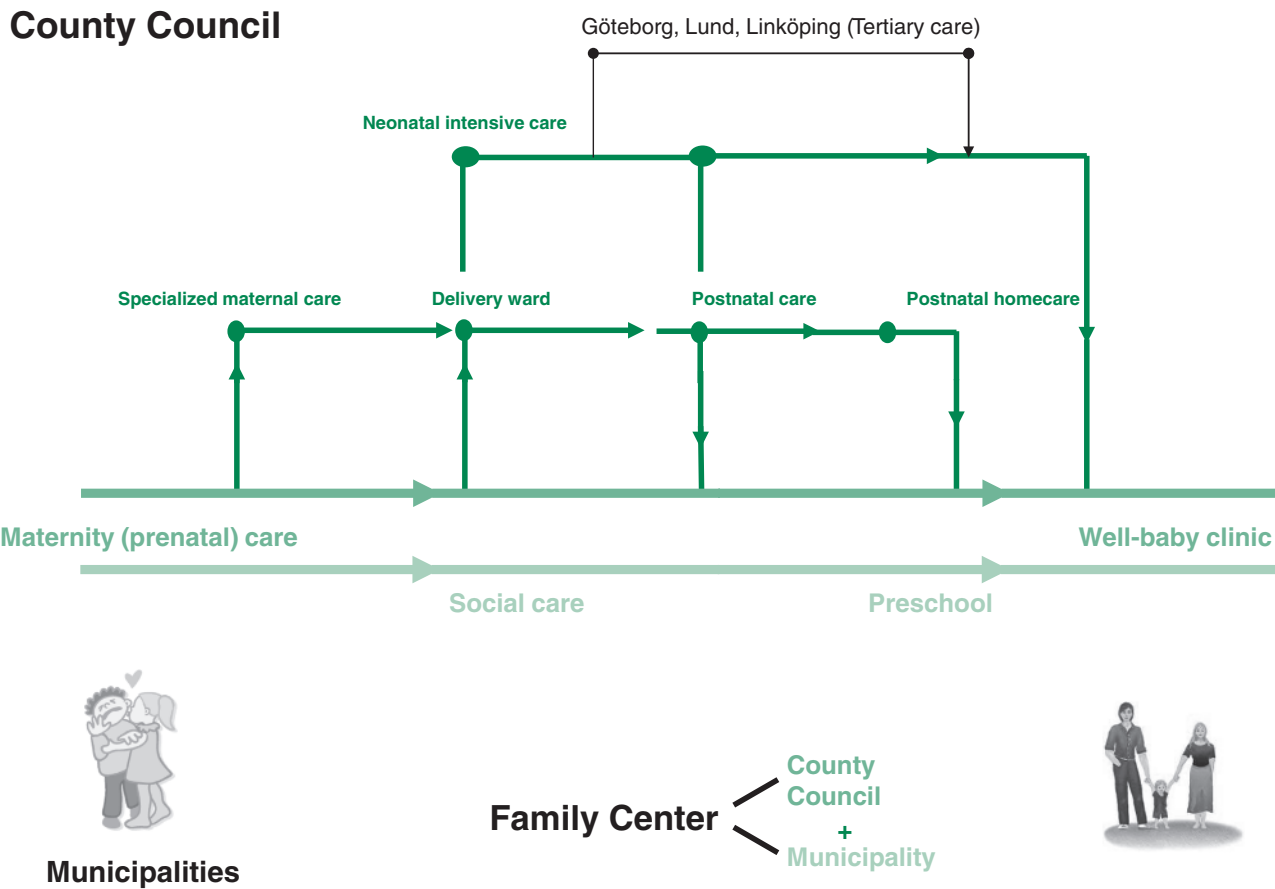 County Council
Göteborg, Lund, Linköping (Tertiary care)
Neonatal intensive care
Specialized maternal care
Delivery ward
Postnatal care
Postnatal homecare
Maternity (prenatal) care
Well-baby clinic
Social care
Preschool
County
Council
+
Municipality
Family Center
Municipalities